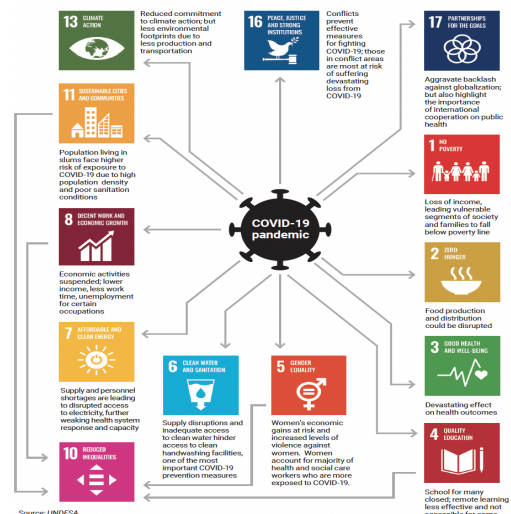 13 CLIMATE
ACTION
Reduced commitment
to climate action; but
less environmental
footprints due to
less production and
transportation
16 PEACE, JUSTICE
AND STRONG
INSTITUTIONS
Conflicts
prevent
effective
measures
for fighting
COVID-19; those
in conflict areas
are most at risk
of suffering
devastating
loss from
COVID-19
17 PARTNERSHIPS
FOR THE GOALS
Aggravate backlash
against globalization;
but also highlight
the importance
of international
cooperation on public
health
11 SUSTAINABLE CITIES
AND COMMUNITIES
Population living in
slums face higher
risk of exposure to
COVID-19 due to high
population density
and poor sanitation
conditions
COVID-19
pandemic
1 NO
POVERTY
Loss of income,
leading vulnerable
segments of society
and families to fall
below poverty line
8 DECENT WORK AND
ECONOMIC GROWTH
Economic activities
suspended; lower
income, less work
time, unemployment
for certain
occupations
2 ZERO
HUNGER
Food production
and distribution
could be disrupted
7 AFFORDABLE AND
CLEAN ENERGY
Supply and personnel
shortages are leading
to disrupted access
to electricity, further
weaking health system
response and capacity
6 CLEAN WATER
AND SANITATION
Supply disruptions and
inadequate access
to clean water hinder
access to clean
handwashing facilities,
one of the most
important COVID-19
prevention measures
5 GENDER
EQUALITY
Women's economic
gains at risk and
increased levels of
violence against
women. Women
account for majority of
health and social care
workers who are more
exposed to COVID-19.
3 GOOD HEALTH
AND WELL-BEING
Devastating effect
on health outcomes
4 QUALITY
EDUCATION
School for many
closed; remote learning
less effective and not
accessible for some
10 REDUCED
INEQUALITIES
Source: UNDESA